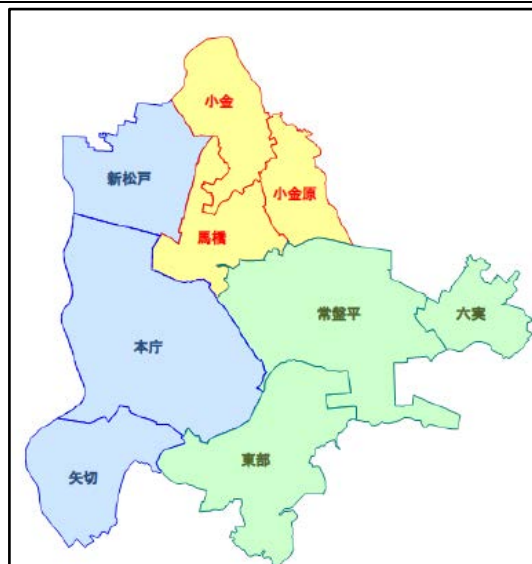 小金
新松戸
小金原
馬橋
常盤平
六実
本庁
東部
矢切